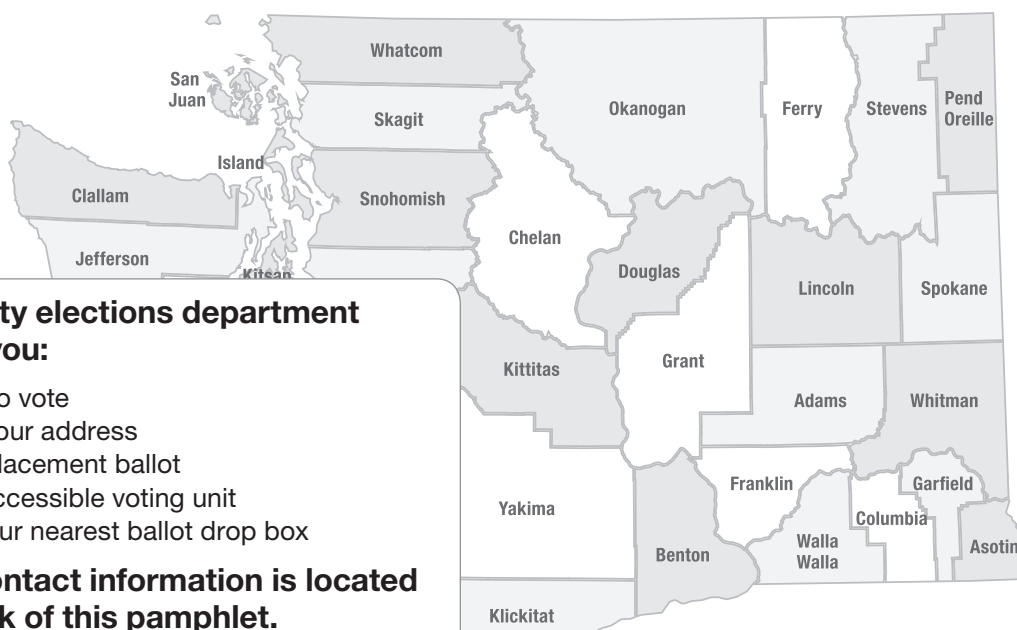 Whatcom
San
Juan
Skagit
Okanogan
Ferry
Stevens
Pend
Oreille
Island
Clallam
Snohomish
Jefferson
Chelan
Douglas
Lincoln
Spokane
Kittitas
Grant
Adams
Whitman
Yakima
Franklin
Garfield
Columbia
Benton
Walla
Walla
Asotin
Klickitat
ty elections department
you:
o vote
our address
lacement ballot
ccessible voting unit
ur nearest ballot drop box
ontact information is located
k of this pamphlet.